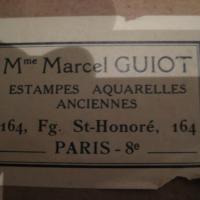 Mme Marcel GUIOT
ESTAMPES AQUARELLES
ANCIENNES
164, Fg. St-Honoré, 164
PARIS - 8e